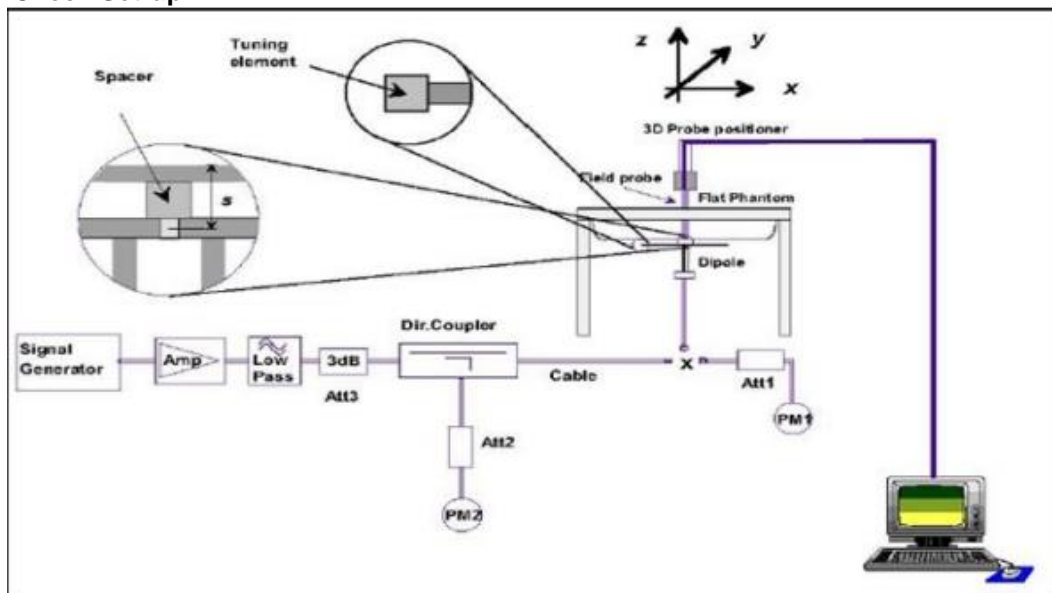 Tuning
element
Spacer
s
z
y
x
3D Probe positioner
Field probe
Flat Phantom
Dipole
Signal
Generator
Amp
Low
Pass
3dB
Att3
Dir.Coupler
Cable
x
Att1
PM1
Att2
PM2